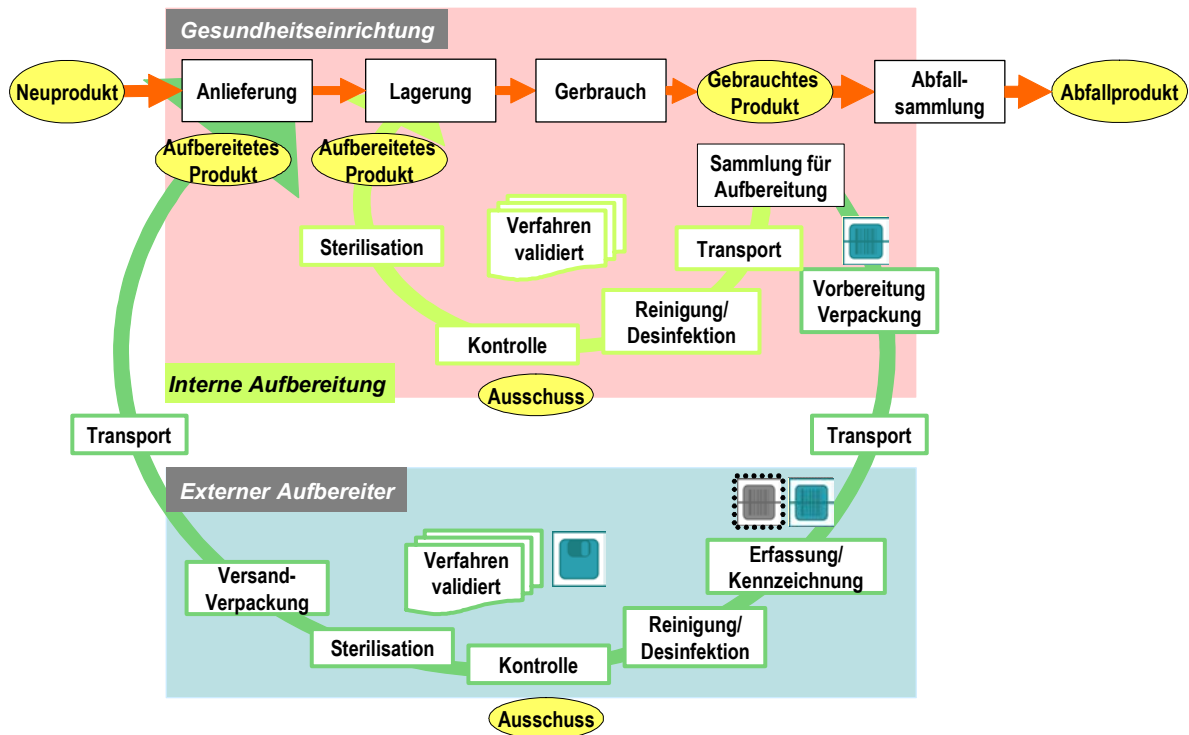 Gesundheitseinrichtung
Neuprodukt
Anlieferung
Lagerung
Gerbrauch
Gebrauchtes
Produkt
Abfall-
sammlung
Abfallprodukt
Aufbereitetes
Produkt
Aufbereitetes
Produkt
Sammlung für
Aufbereitung
Sterilisation
Verfahren
validiert
Transport
Vorbereitung
Verpackung
Reinigung/
Desinfektion
Kontrolle
Interne Aufbereitung
Ausschuss
Transport
Transport
Externer Aufbereiter
Verfahren
validiert
Erfassung/
Kennzeichnung
Versand-
Verpackung
Reinigung/
Desinfektion
Sterilisation
Kontrolle
Ausschuss